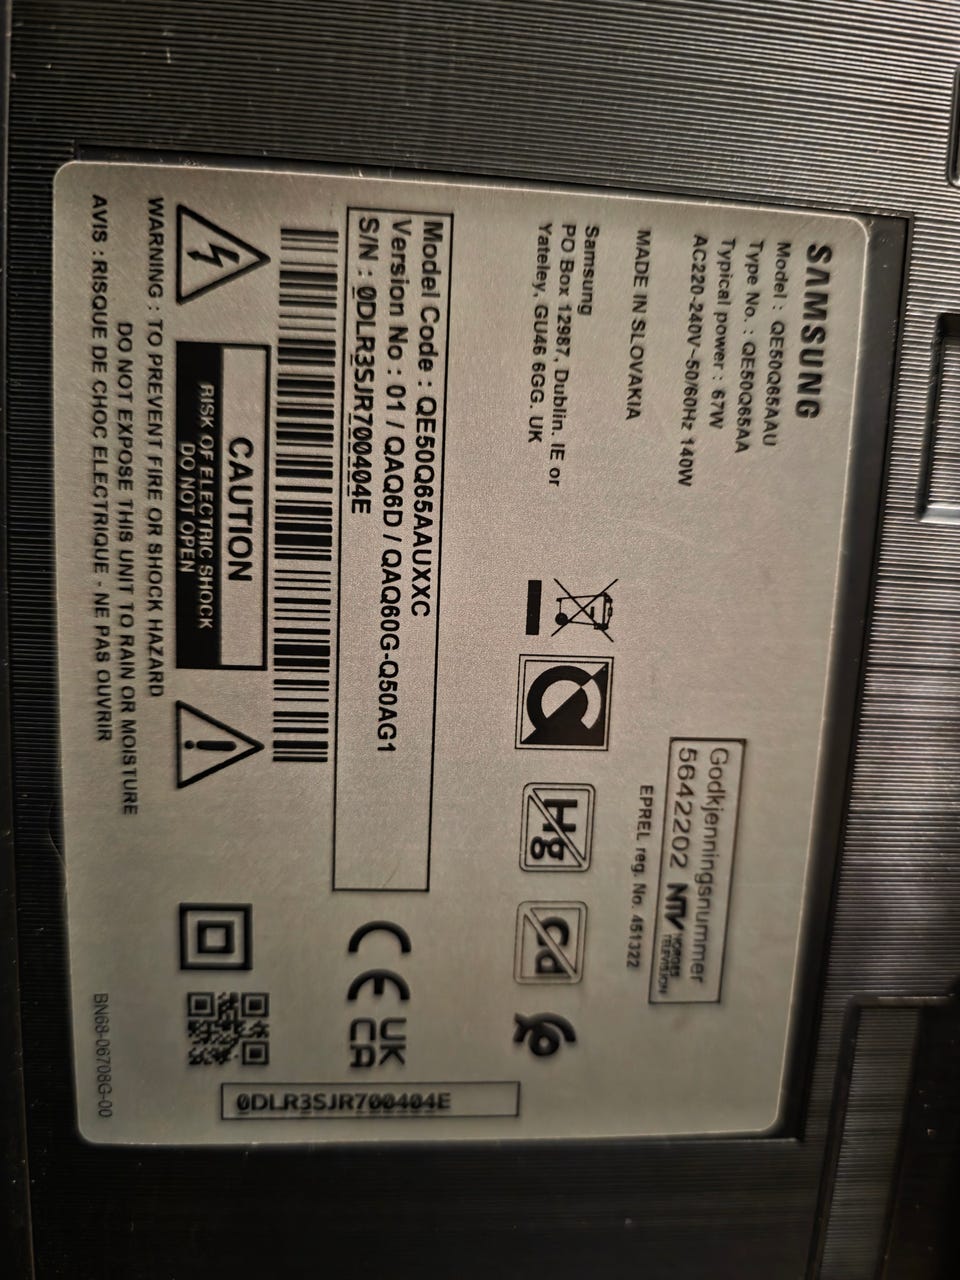 SAMSUNG
Model : QE50Q65AAU
Type No. : QE50Q65AA
Typical power : 67W
AC220-240V~50/60Hz 140W
MADE IN SLOVAKIA
Samsung
PO Box 12987, Dublin. IE or
Yateley, GU46 6GG. UK
Godkjenningsnummer
5642202 NTV NORGES TELEVISJON
EPREL reg. No. 451322
Hg
Cd
Model Code : QE50Q65AAUXXC
Version No : 01 / QAQ6D / QAQ60G-Q50AG1
S/N : 0DLR3SJR700404E
CE
UK
CA
CAUTION
RISK OF ELECTRIC SHOCK
DO NOT OPEN
WARNING : TO PREVENT FIRE OR SHOCK HAZARD
DO NOT EXPOSE THIS UNIT TO RAIN OR MOISTURE
AVIS : RISQUE DE CHOC ELECTRIQUE - NE PAS OUVRIR
0DLR3SJR700404E
BN68-06708G-00